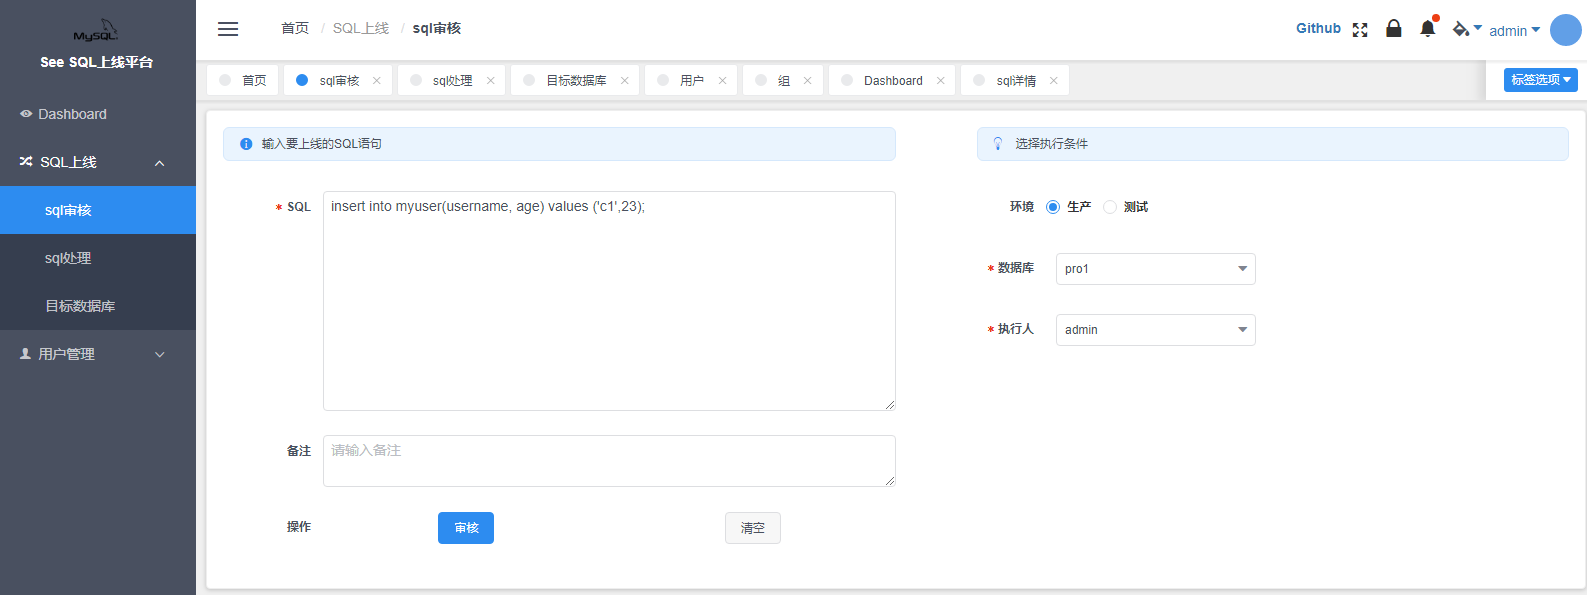 MySQL
See SQL上线平台
Dashboard
SQL上线
sql审核
sql处理
目标数据库
用户管理
首页 / SQL上线 / sql审核
Github
admin
首页
sql审核
sql处理
目标数据库
用户
组
Dashboard
sql详情
标签选项
输入要上线的SQL语句
* SQL
insert into myuser(username, age) values ('c1',23);
备注
请输入备注
操作
审核
清空
选择执行条件
环境 生产 测试
* 数据库 pro1
* 执行人 admin